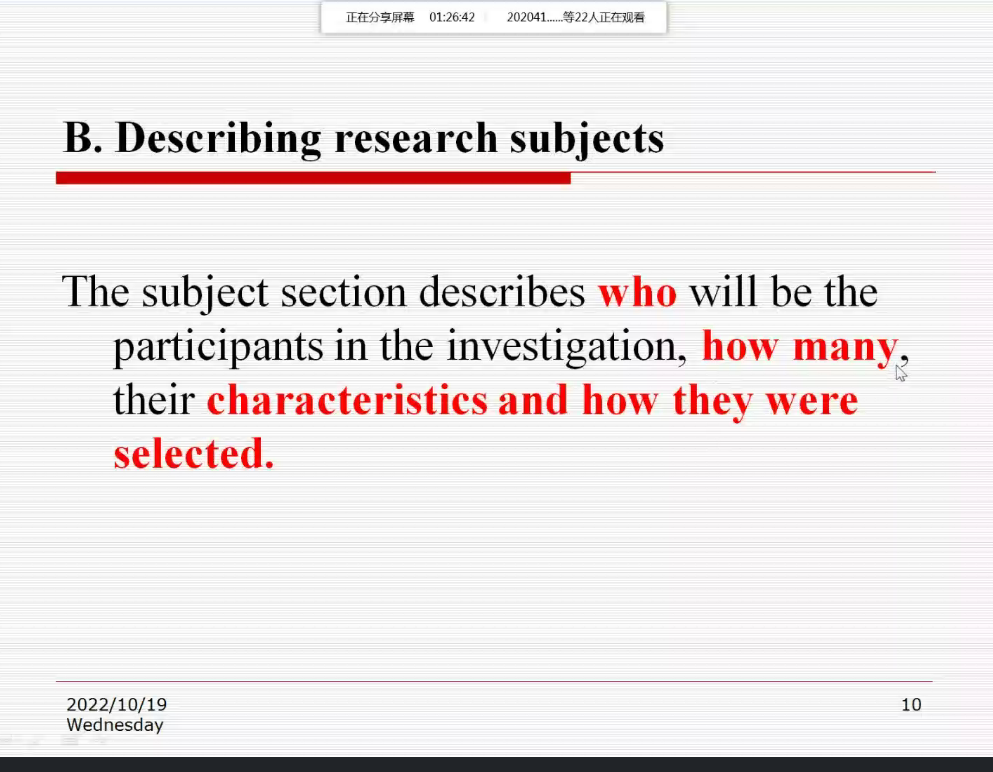 正在分享屏幕 01:26:42 202041......等22人正在观看
B. Describing research subjects
The subject section describes who will be the
participants in the investigation, how many,
their characteristics and how they were
selected.
2022/10/19
Wednesday
10